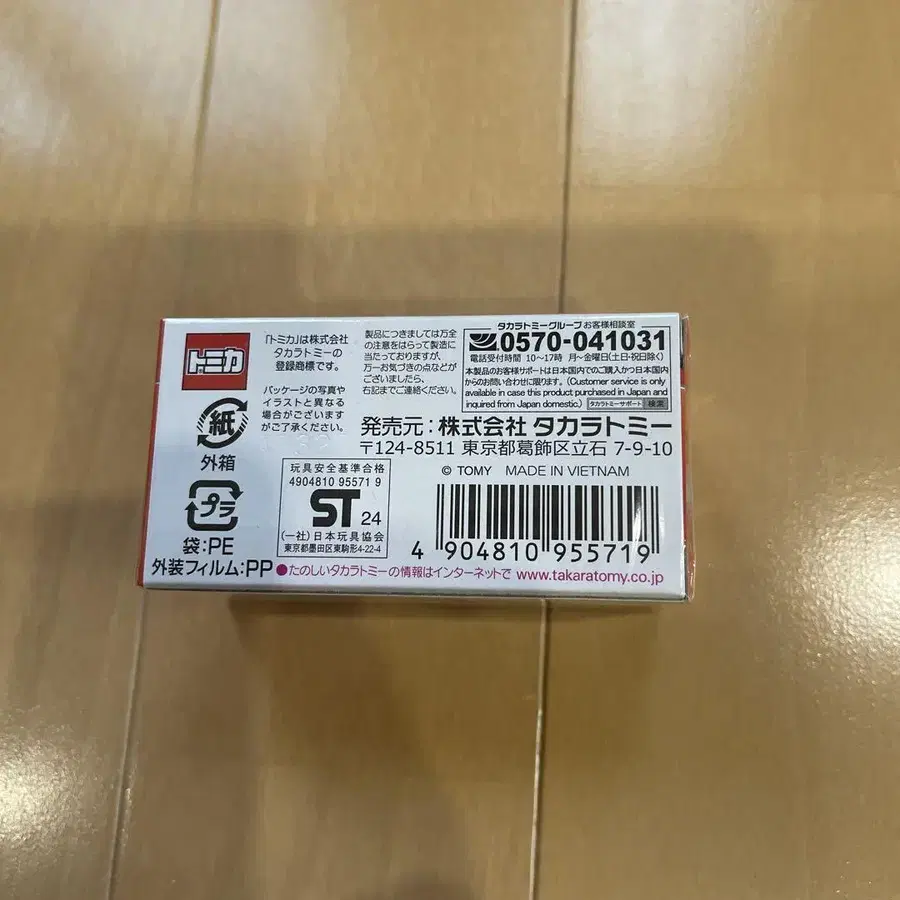 トミカ
「トミカ」は株式会社
タカラトミーの
登録商標です。
パッケージの写真や
イラストと異なる
場合がございます
がご了承ください。
製品につきましては万全
の注意をはらって製造に
当たっておりますが、
万一お気づきの点などが
ございましたら、
右記までご連絡ください。
タカラトミーグループ お客様相談室
0570-041031
電話受付時間 10〜17時 月〜金曜日(土・日・祝日除く)
本製品のお客様サポートは日本国内でのご購入かつ日本国内
からのお問い合わせに限ります。(Customer service is only
available in case this product purchased in Japan and
inquired from Japan domestic.) タカラトミーサポート 検索
発売元:株式会社 タカラトミー
〒124-8511 東京都葛飾区立石 7-9-10
紙
外箱
プラ
袋:PE
外装フィルム:PP
玩具安全基準合格
4904810 95571 9
ST 24
(一社)日本玩具協会
東京都墨田区東駒形4-22-4
© TOMY MADE IN VIETNAM
4 904810 955719
●たのしいタカラトミーの情報はインターネットで www.takaratomy.co.jp